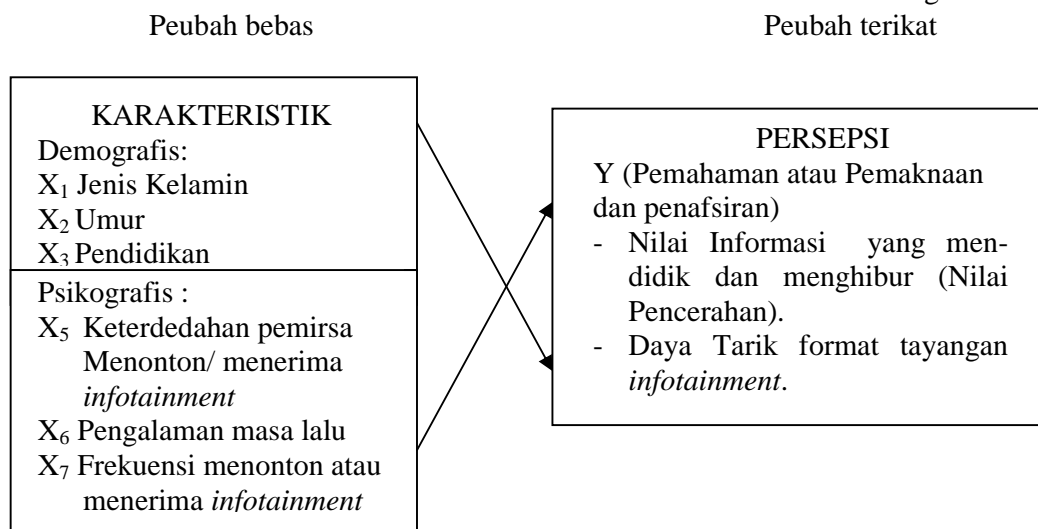 Peubah bebas
Peubah terikat
KARAKTERISTIK
Demografis:
X₁ Jenis Kelamin
X₂ Umur
X₃ Pendidikan
Psikografis :
X₅ Keterdedahan pemirsa
Menonton/ menerima
infotainment
X₆ Pengalaman masa lalu
X₇ Frekuensi menonton atau
menerima infotainment
PERSEPSI
Y (Pemahaman atau Pemaknaan
dan penafsiran)
- Nilai Informasi yang men-
didik dan menghibur (Nilai
Pencerahan).
- Daya Tarik format tayangan
infotainment.